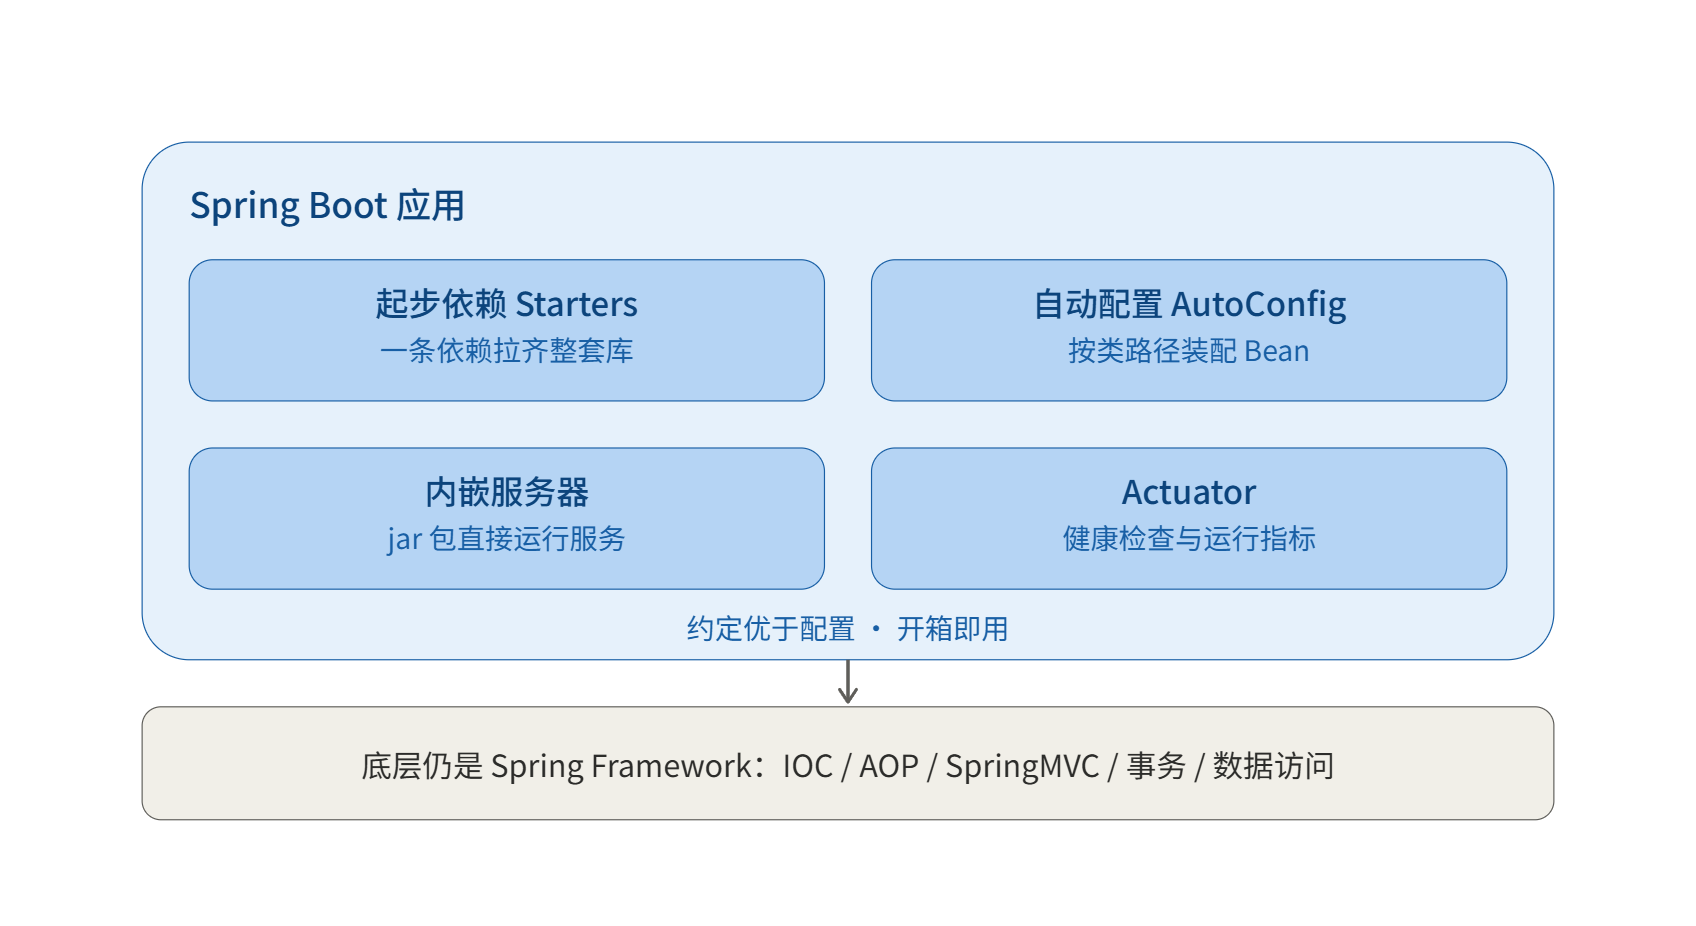 Spring Boot 应用
起步依赖 Starters
一条依赖拉齐整套库
自动配置 AutoConfig
按类路径装配 Bean
内嵌服务器
jar 包直接运行服务
Actuator
健康检查与运行指标
约定优于配置 · 开箱即用
底层仍是 Spring Framework：IOC / AOP / SpringMVC / 事务 / 数据访问